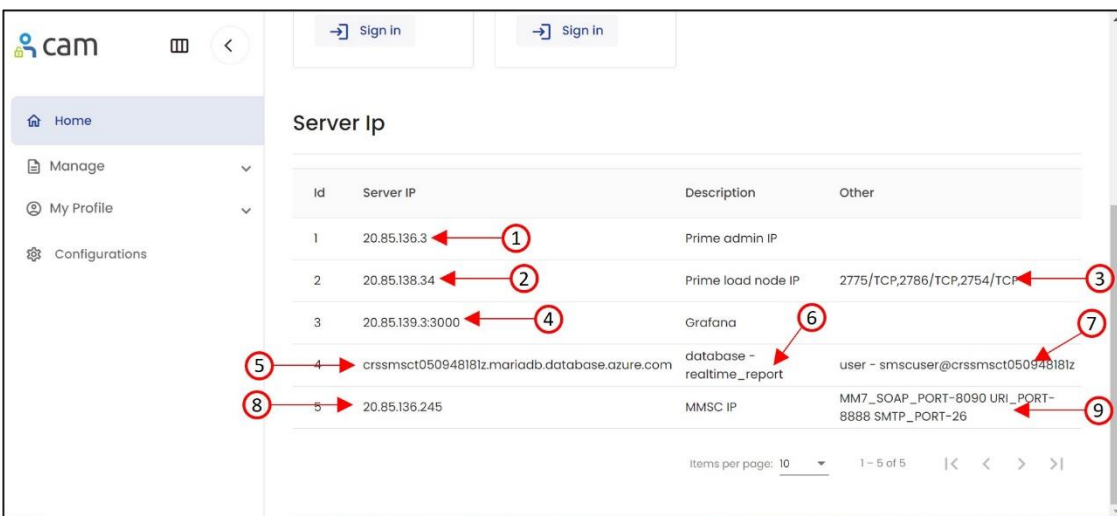 cam
Sign in
Sign in
Home
Manage
My Profile
Configurations
Server Ip
Id Server IP Description Other
1 20.85.136.3 1 Prime admin IP
2 20.85.138.34 2 Prime load node IP 2775/TCP,2786/TCP,2754/TCP 3
3 20.85.139.3:3000 4 Grafana 6 7
5 4 crssmsct050948181z.mariadb.database.azure.com database -
realtime_report user - smscuser@crssmsct050948181z
8 5 20.85.136.245 MMSC IP MM7_SOAP_PORT-8090 URI_PORT-
8888 SMTP_PORT-26 9
Items per page: 10 1 – 5 of 5